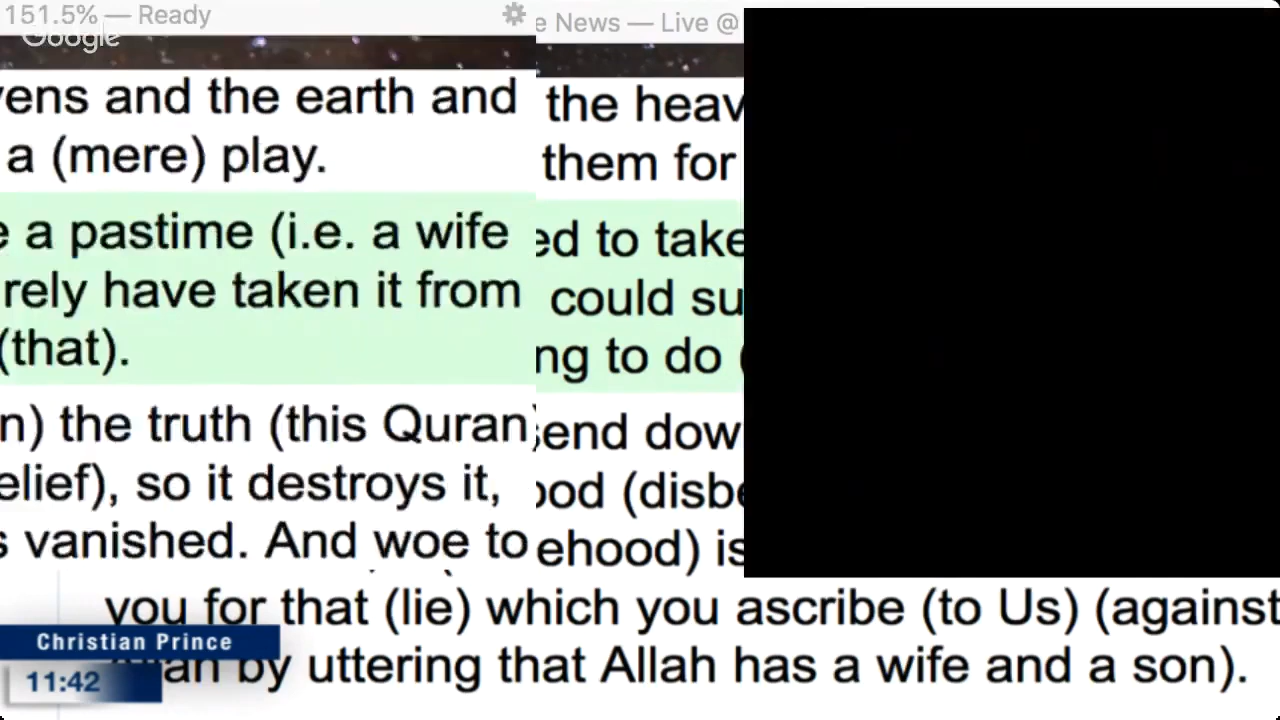 151.5% — Ready
Google
e News — Live @
vens and the earth and
a (mere) play.
e a pastime (i.e. a wife
rely have taken it from
(that).
n) the truth (this Quran)
elief), so it destroys it,
s vanished. And woe to
the heav
them for
ed to take
could su
ng to do (
send dow
ood (disbe
ehood) is
you for that (lie) which you ascribe (to Us) (against
by uttering that Allah has a wife and a son).
Christian Prince
11:42